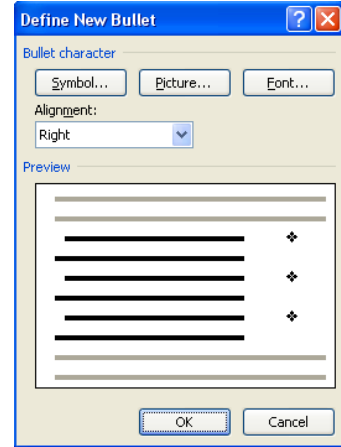 Define New Bullet
Bullet character
Symbol... Picture... Font...
Alignment:
Right
Preview
OK Cancel